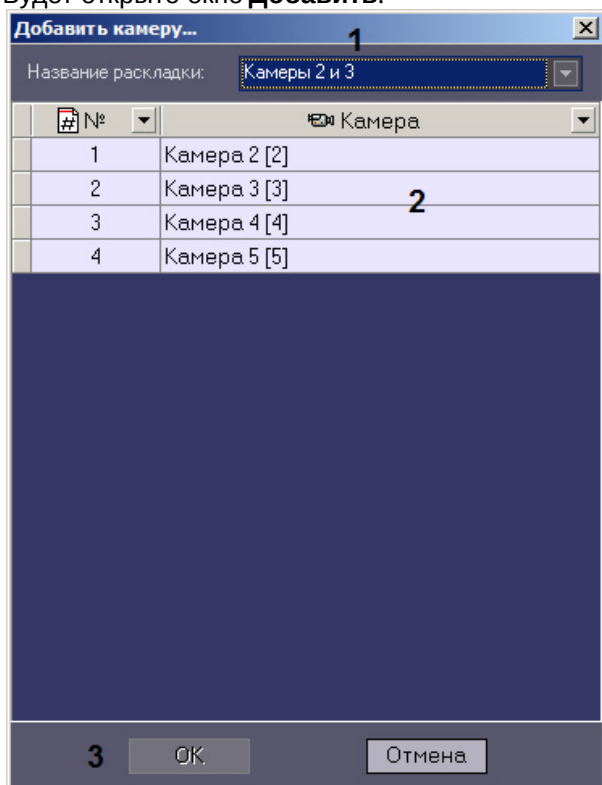 Будет открыто окно Добавить.
Добавить камеру...
1
Название раскладки: Камеры 2 и 3
№ Камера
1 Камера 2 [2]
2 Камера 3 [3]
2
3 Камера 4 [4]
4 Камера 5 [5]
3 OK Отмена